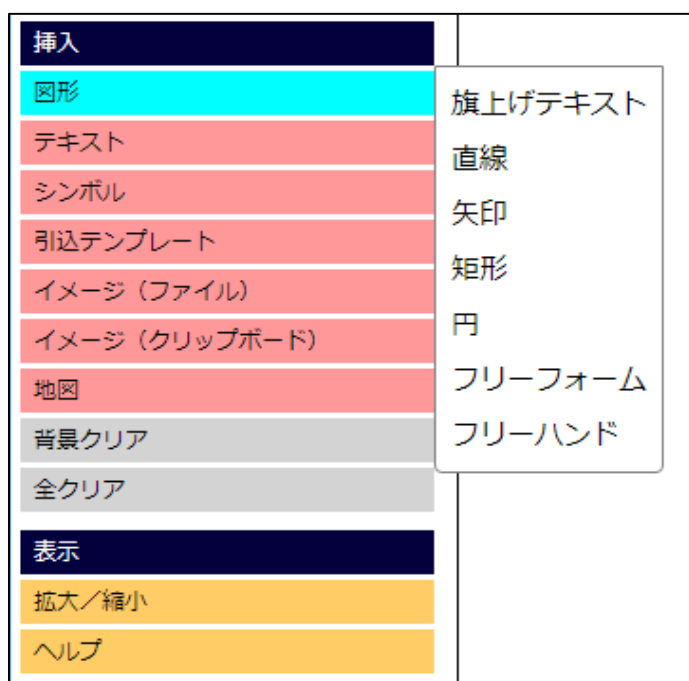 挿入
図形
テキスト
シンボル
引込テンプレート
イメージ（ファイル）
イメージ（クリップボード）
地図
背景クリア
全クリア
表示
拡大／縮小
ヘルプ
旗上げテキスト
直線
矢印
矩形
円
フリーフォーム
フリーハンド